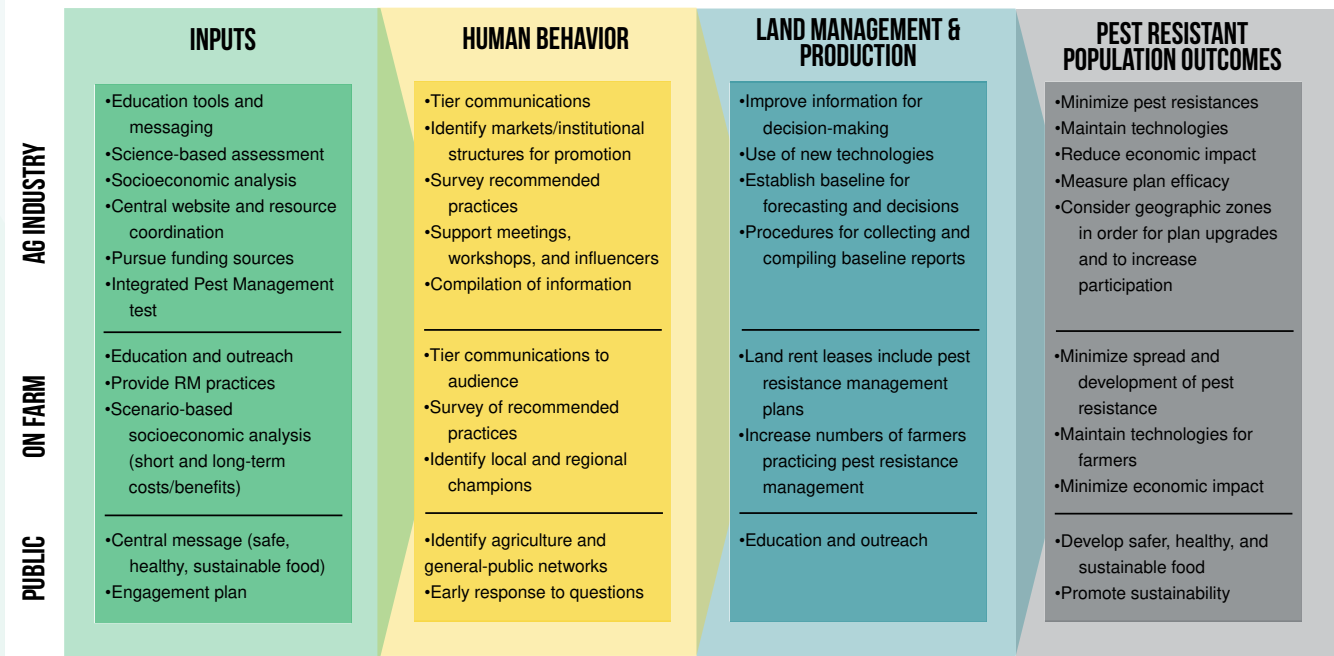 INPUTS
HUMAN BEHAVIOR
LAND MANAGEMENT &
PRODUCTION
PEST RESISTANT
POPULATION OUTCOMES
AG INDUSTRY
•Education tools and
messaging
•Science-based assessment
•Socioeconomic analysis
•Central website and resource
coordination
•Pursue funding sources
•Integrated Pest Management
test
•Tier communications
•Identify markets/institutional
structures for promotion
•Survey recommended
practices
•Support meetings,
workshops, and influencers
•Compilation of information
•Improve information for
decision-making
•Use of new technologies
•Establish baseline for
forecasting and decisions
•Procedures for collecting and
compiling baseline reports
•Minimize pest resistances
•Maintain technologies
•Reduce economic impact
•Measure plan efficacy
•Consider geographic zones
in order for plan upgrades
and to increase
participation
ON FARM
•Education and outreach
•Provide RM practices
•Scenario-based
socioeconomic analysis
(short and long-term
costs/benefits)
•Tier communications to
audience
•Survey of recommended
practices
•Identify local and regional
champions
•Land rent leases include pest
resistance management
plans
•Increase numbers of farmers
practicing pest resistance
management
•Minimize spread and
development of pest
resistance
•Maintain technologies for
farmers
•Minimize economic impact
PUBLIC
•Central message (safe,
healthy, sustainable food)
•Engagement plan
•Identify agriculture and
general-public networks
•Early response to questions
•Education and outreach
•Develop safer, healthy, and
sustainable food
•Promote sustainability